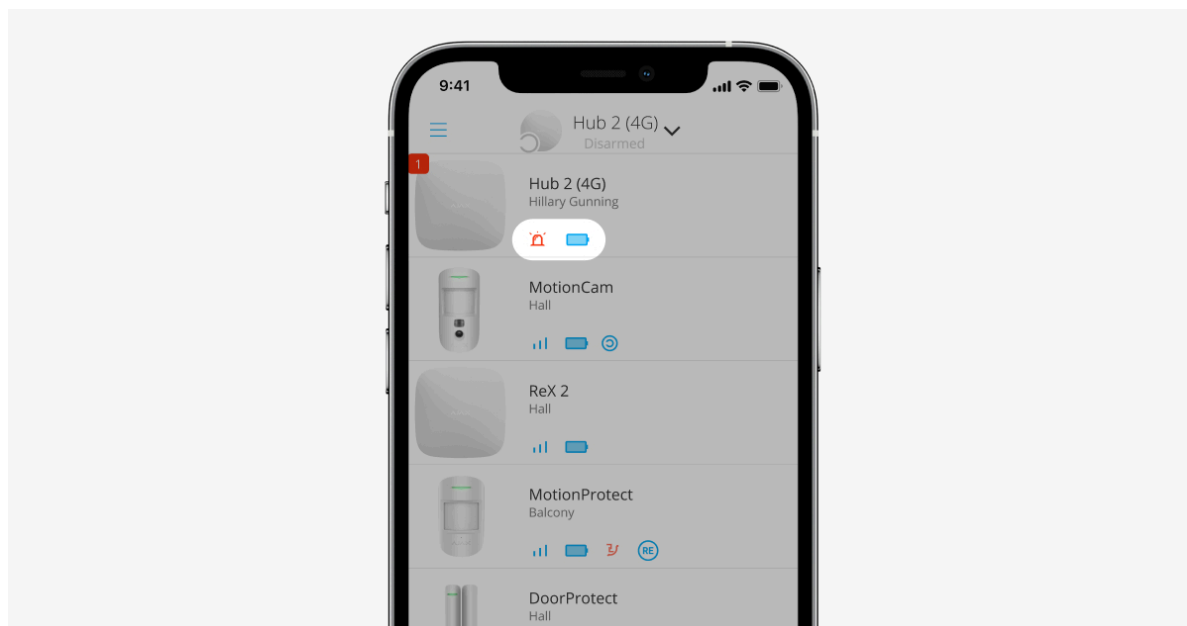 9:41
Hub 2 (4G)
Disarmed
1
Hub 2 (4G)
Hillary Gunning
MotionCam
Hall
ReX 2
Hall
MotionProtect
Balcony
RE
DoorProtect
Hall